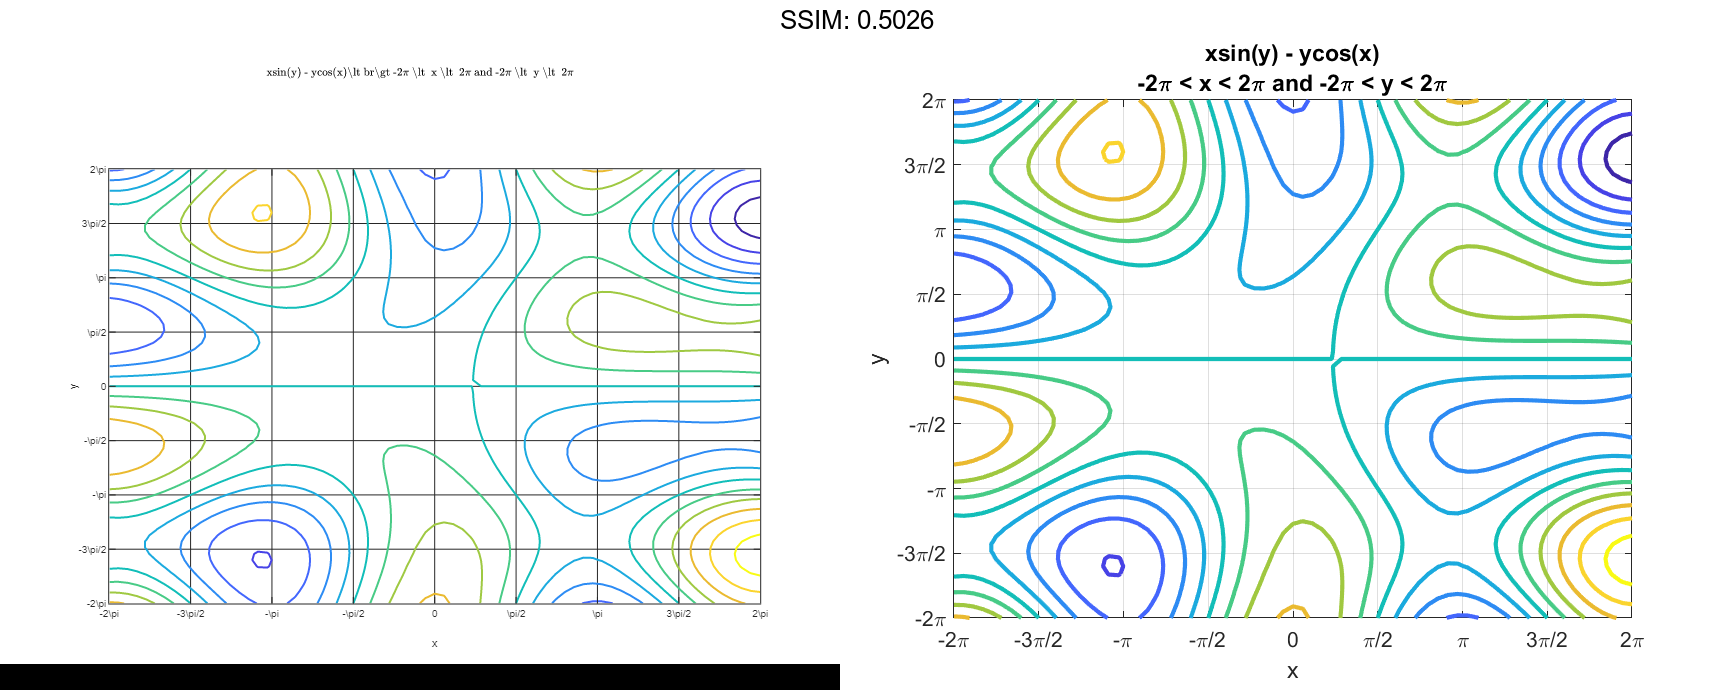 SSIM: 0.5026
xsin(y) - ycos(x)\lt br\gt -2π \lt x \lt 2π and -2π \lt y \lt 2π
2\pi
3\pi/2
\pi
\pi/2
0
-\pi/2
-\pi
-3\pi/2
-2\pi
y
-2\pi -3\pi/2 -\pi -\pi/2 0 \pi/2 \pi 3\pi/2 2\pi
x
xsin(y) - ycos(x)
-2π < x < 2π and -2π < y < 2π
2π
3π/2
π
π/2
0
-π/2
-π
-3π/2
-2π
y
-2π -3π/2 -π -π/2 0 π/2 π 3π/2 2π
x